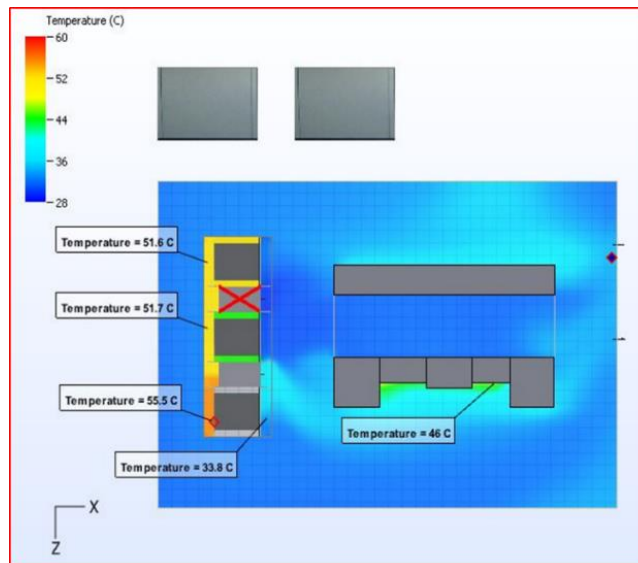 Temperature (C)
60
52
44
36
28
Temperature = 51.6 C
Temperature = 51.7 C
Temperature = 55.5 C
Temperature = 46 C
Temperature = 33.8 C
X
Z